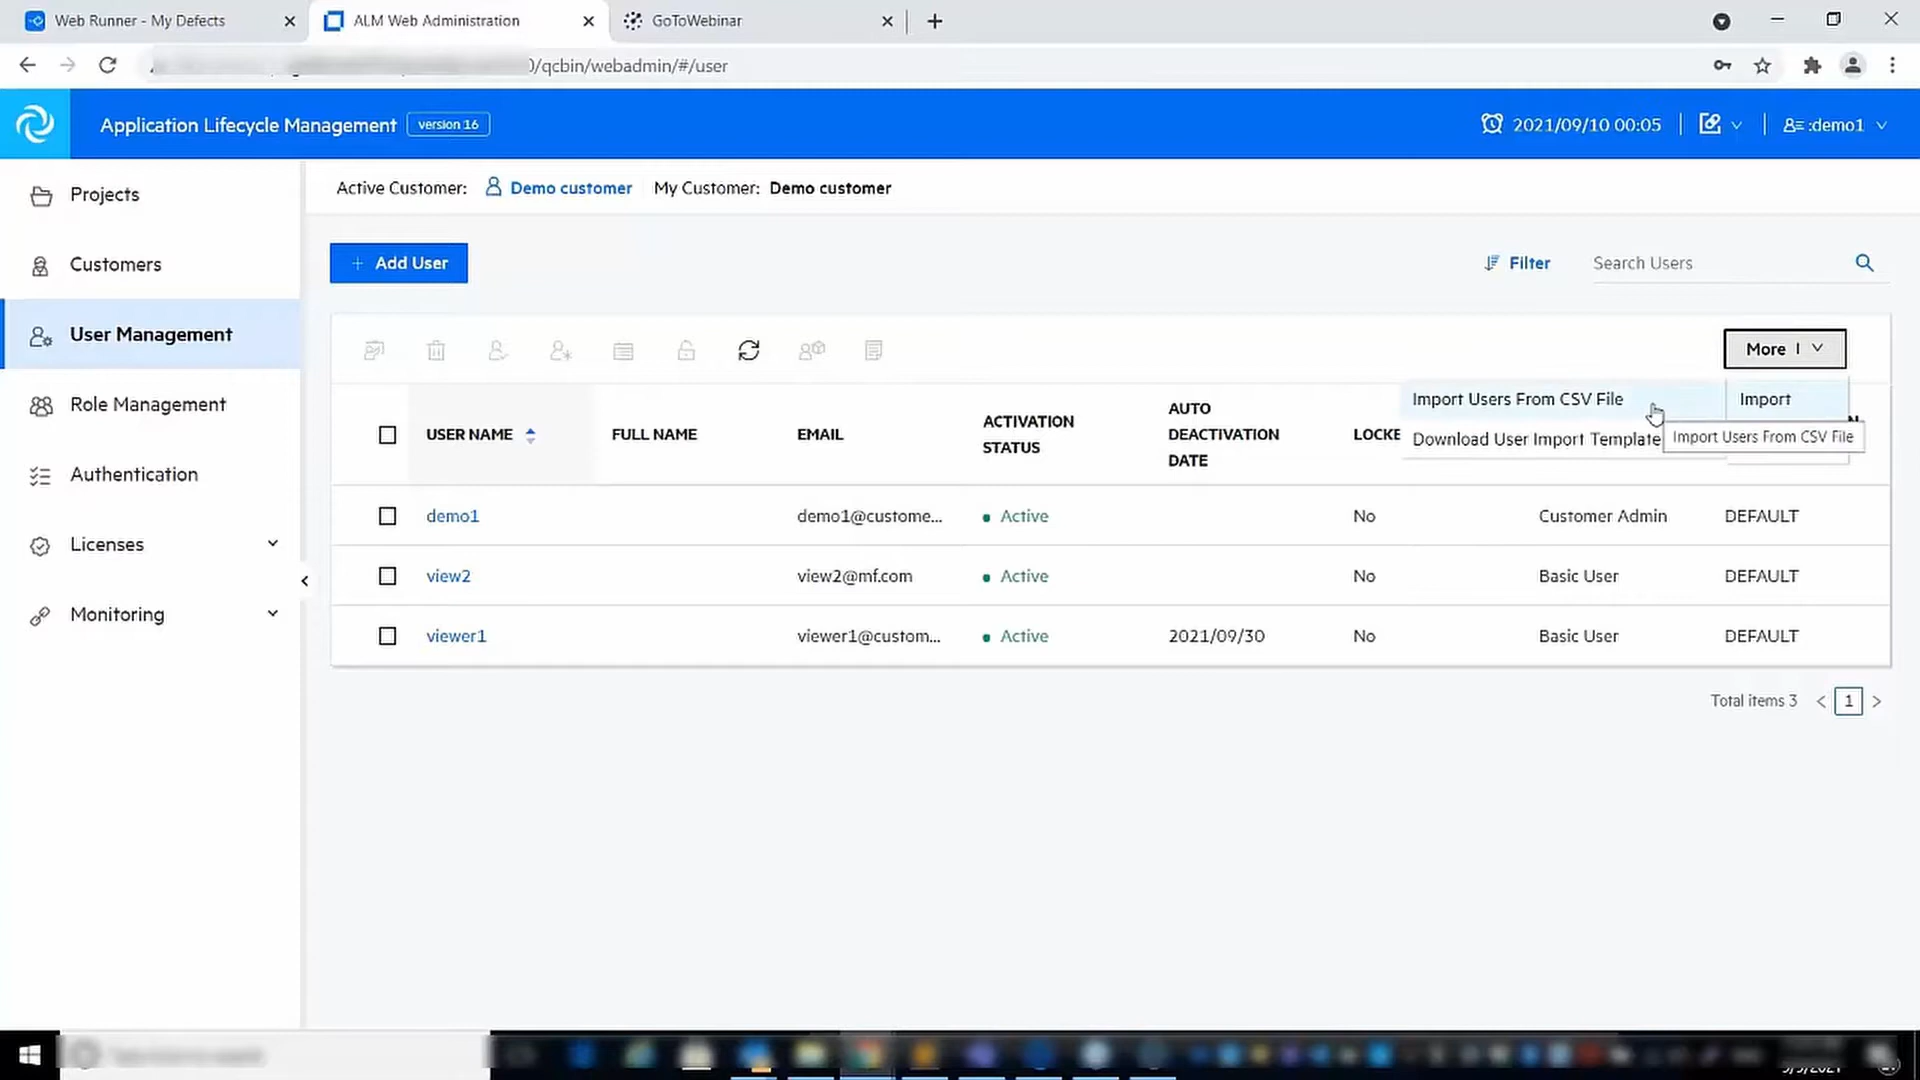 Web Runner - My Defects
ALM Web Administration
GoToWebinar
/qcbin/webadmin/#/user
Application Lifecycle Management version 16
2021/09/10 00:05
:demo1
Projects
Customers
User Management
Role Management
Authentication
Licenses
Monitoring
Active Customer: Demo customer My Customer: Demo customer
+ Add User
Filter
Search Users
More
Import Users From CSV File
Import
Download User Import Template
Import Users From CSV File
USER NAME FULL NAME EMAIL ACTIVATION STATUS AUTO DEACTIVATION DATE LOCKE
demo1 demo1@custome... Active No Customer Admin DEFAULT
view2 view2@mf.com Active No Basic User DEFAULT
viewer1 viewer1@custom... Active 2021/09/30 No Basic User DEFAULT
Total items 3 < 1 >